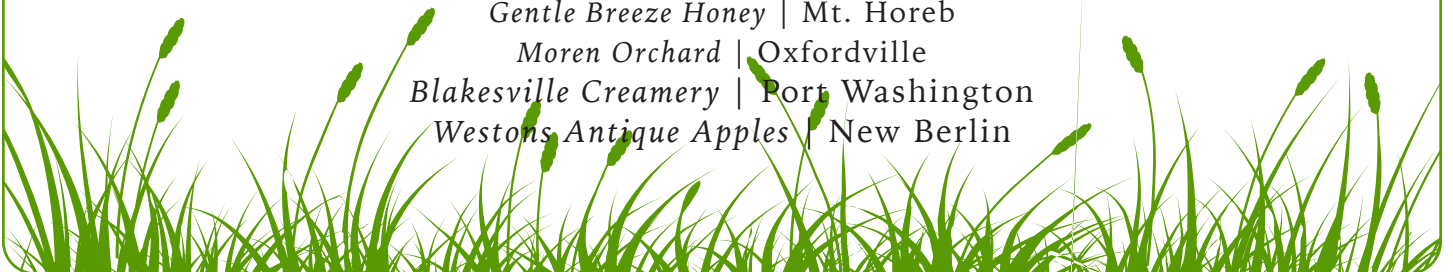 Gentle Breeze Honey | Mt. Horeb
Moren Orchard | Oxfordville
Blakesville Creamery | Port Washington
Westons Antique Apples | New Berlin